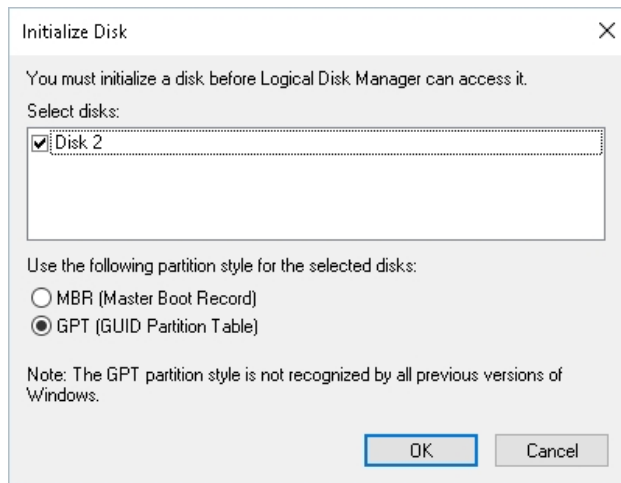 Initialize Disk
You must initialize a disk before Logical Disk Manager can access it.
Select disks:
Disk 2
Use the following partition style for the selected disks:
MBR (Master Boot Record)
GPT (GUID Partition Table)
Note: The GPT partition style is not recognized by all previous versions of
Windows.
OK Cancel